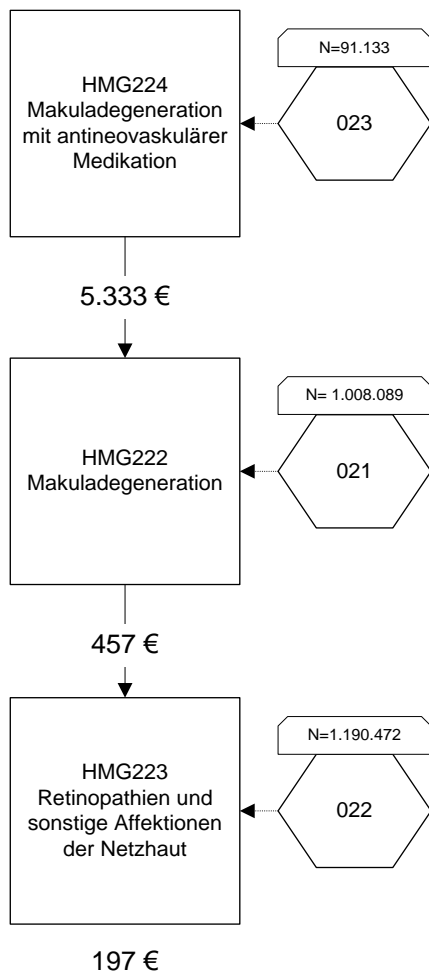 N=91.133
HMG224
Makuladegeneration
mit antineovaskulärer
Medikation
023
5.333 €
N= 1.008.089
HMG222
Makuladegeneration
021
457 €
N=1.190.472
HMG223
Retinopathien und
sonstige Affektionen
der Netzhaut
022
197 €